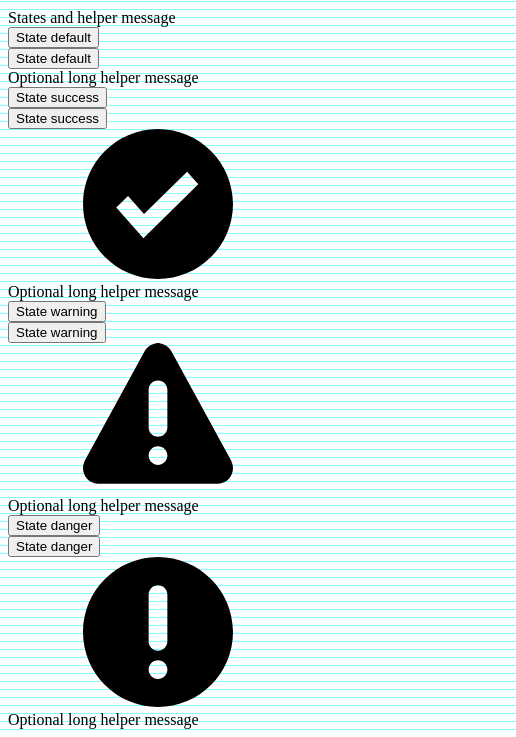 States and helper message
State default
State default
Optional long helper message
State success
State success
Optional long helper message
State warning
State warning
Optional long helper message
State danger
State danger
Optional long helper message